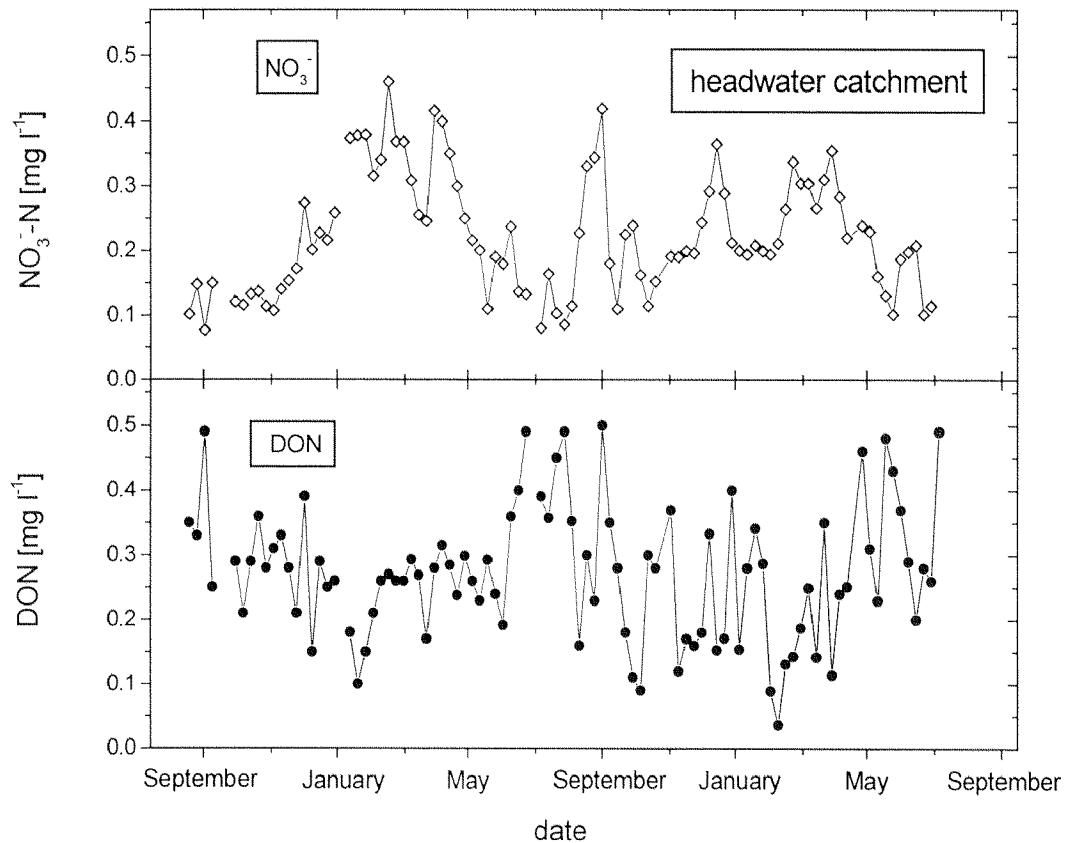 NO₃⁻
headwater catchment
NO₃⁻-N [mg l⁻¹]
0.5
0.4
0.3
0.2
0.1
0.0
DON
DON [mg l⁻¹]
0.5
0.4
0.3
0.2
0.1
0.0
September January May September January May September
date